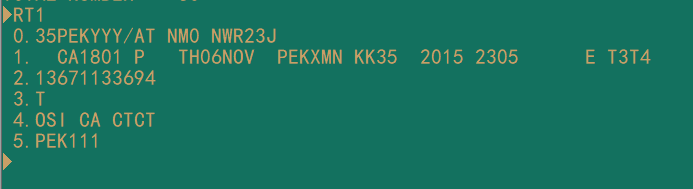 RT1
0.35PEKYYY/AT NMO NWR23J
1. CA1801 P TH06NOV PEKXMN KK35 2015 2305 E T3T4
2.13671133694
3.T
4.OSI CA CTCT
5.PEK111